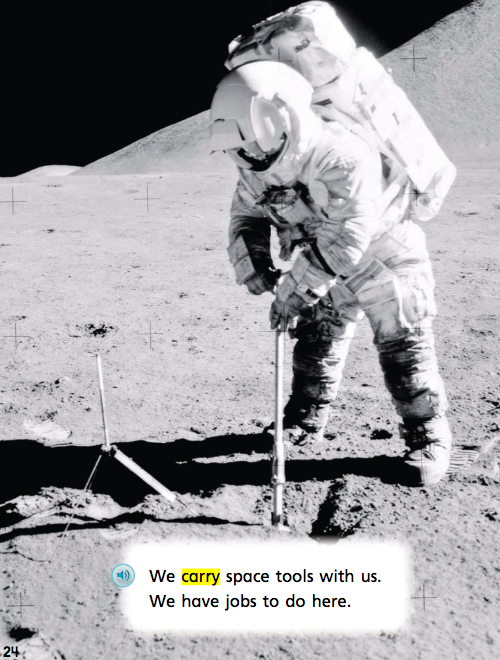 We carry space tools with us.
We have jobs to do here.
24